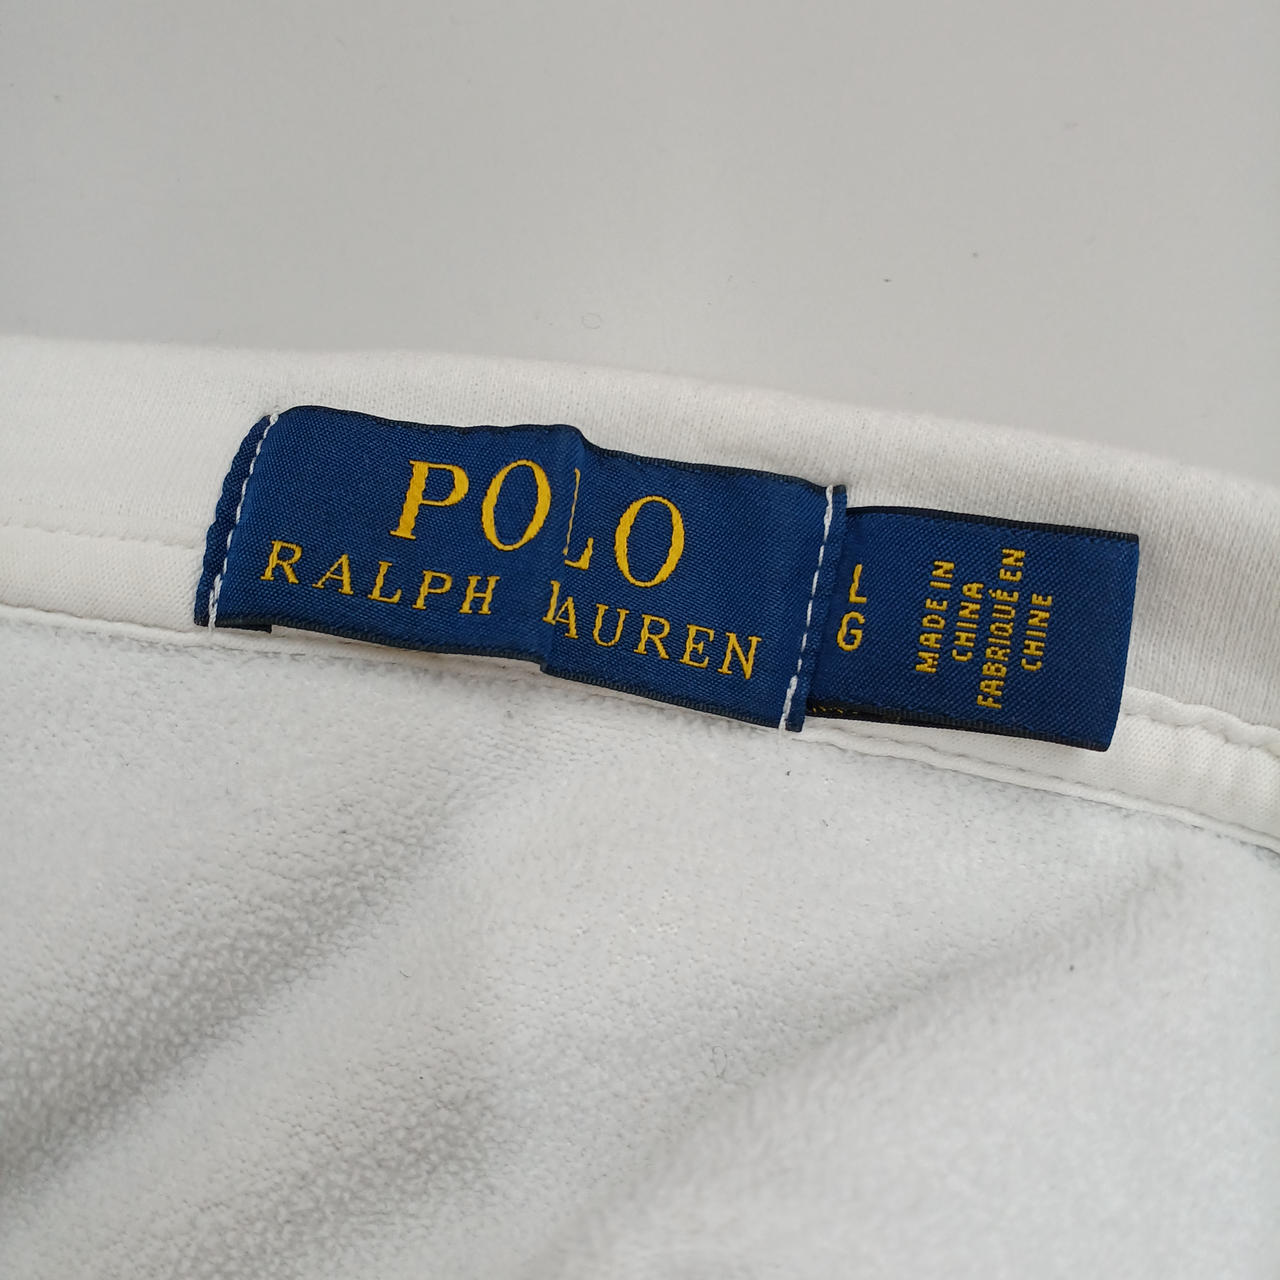 POLO
RALPH LAUREN
L
G
MADE IN
CHINA
FABRIQUÉ EN
CHINE